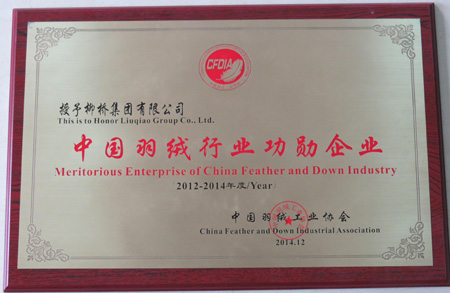 CFDIA
授予柳桥集团有限公司
This is to Honor Liuqiao Group Co., Ltd.
中国羽绒行业功勋企业
Meritorious Enterprise of China Feather and Down Industry
2012-2014年度/Year
中国羽绒工业协会
China Feather and Down Industrial Association
2014.12